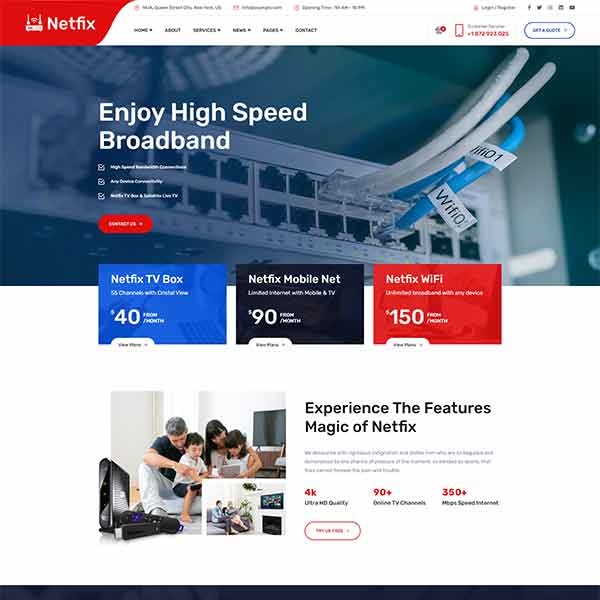 Netfix
14/A, Queen Street City, New York, US
info@example.com
Opening Time : 10 AM - 10 PM
Login / Register
HOME
ABOUT
SERVICES
NEWS
PAGES
CONTACT
Customer Service
+1 872 923 025
GET A QUOTE
Enjoy High Speed
Broadband
High Speed Bandwidth Connections
Any Device Connectivity
Netfix TV Box & Satellite Live TV
CONTACT US
Wifi01
Netfix TV Box
55 Channels with Cristal View
$40 FROM
/MONTH
View Plans
Netfix Mobile Net
Limited Internet with Mobile & TV
$90 FROM
/MONTH
View Plans
Netfix WiFi
Unlimited broadband with any device
$150 FROM
/MONTH
View Plans
Experience The Features
Magic of Netfix
We denounce with righteous indignation and dislike men who are so beguiled and
demoralized by the charms of pleasure of the moment, so blinded by desire, that
they cannot foresee the pain and trouble.
4k
Ultra HD Quality
90+
Online TV Channels
350+
Mbps Speed Internet
TRY US FREE